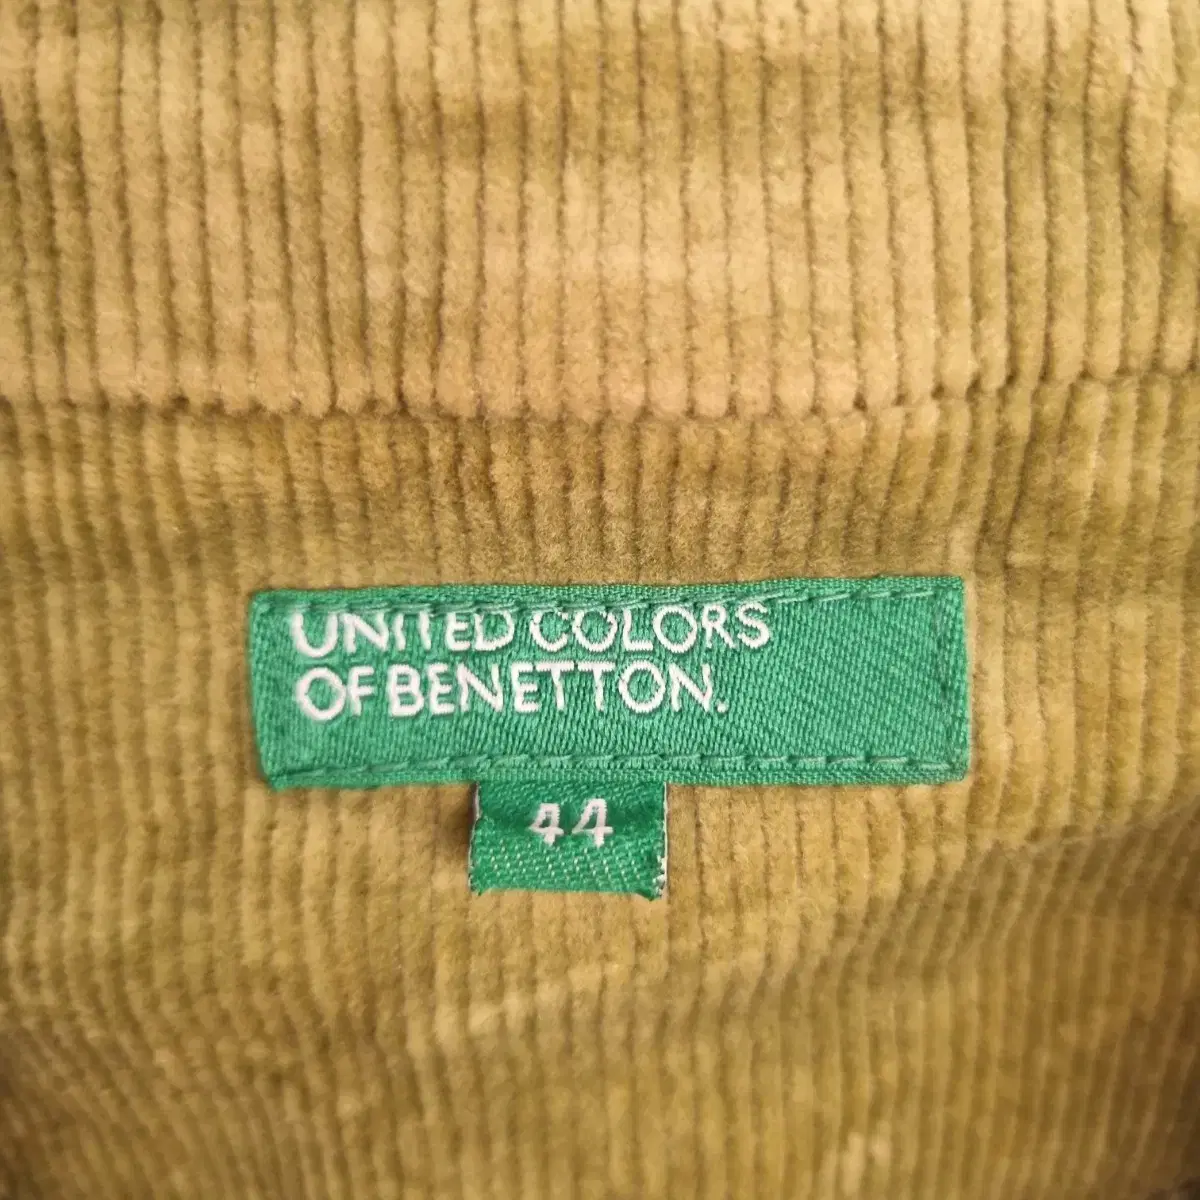 UNITED COLORS
OF BENETTON.
44